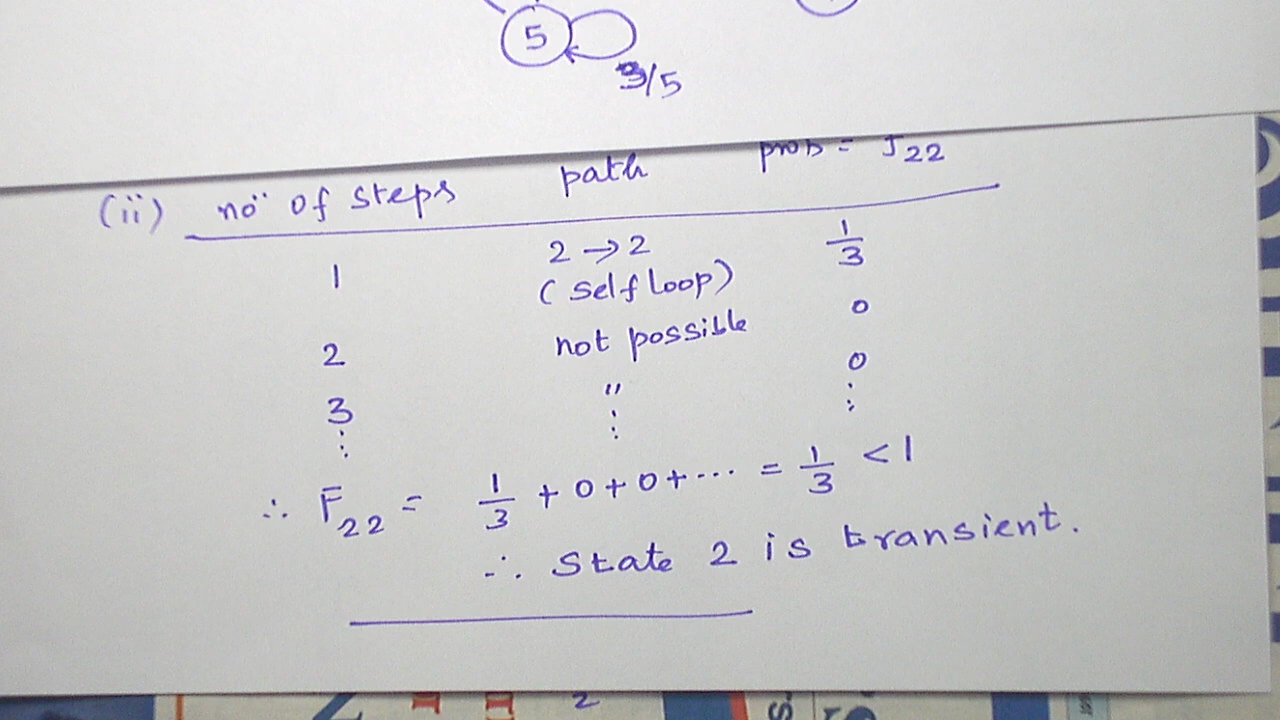 5
3/5
(ii) no of steps path prob = f22
1 2 → 2 1/3
(self loop)
2 not possible 0
3 " 0
⋮ ⋮ ⋮
∴ F22 = 1/3 + 0 + 0 + ... = 1/3 < 1
∴ State 2 is transient.
2